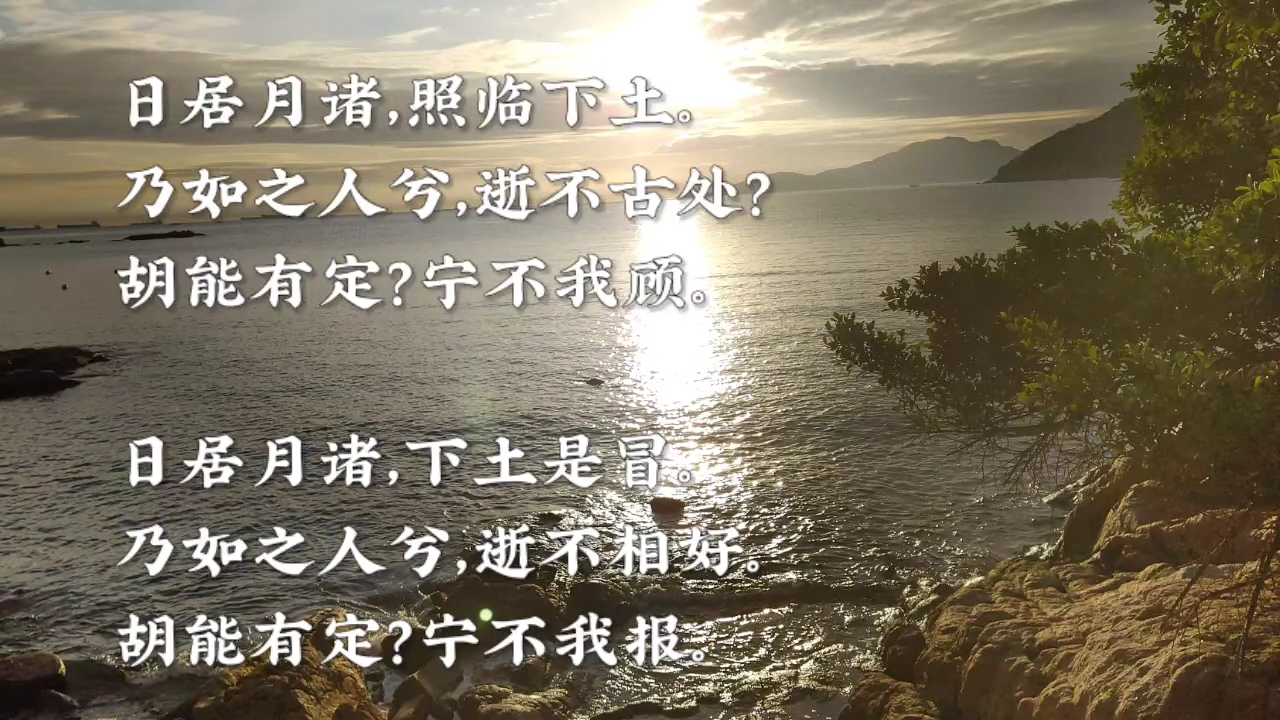 日居月诸,照临下土。
乃如之人兮,逝不古处?
胡能有定?宁不我顾。
日居月诸,下土是冒。
乃如之人兮,逝不相好。
胡能有定?宁不我报。